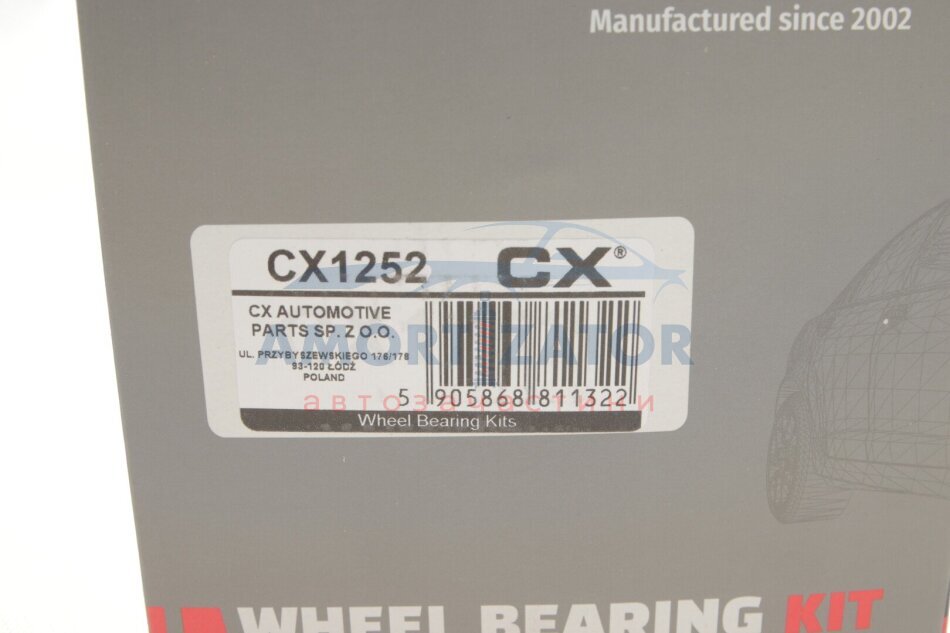 Manufactured since 2002
CX1252 CX®
CX AUTOMOTIVE
PARTS SP. Z O.O.
UL. PRZYBYSZEWSKIEGO 176/178
93-120 ŁÓDŹ
POLAND
5 905868 811322
Wheel Bearing Kits
AMORTIZATOR
автозапчастини
WHEEL BEARING KIT